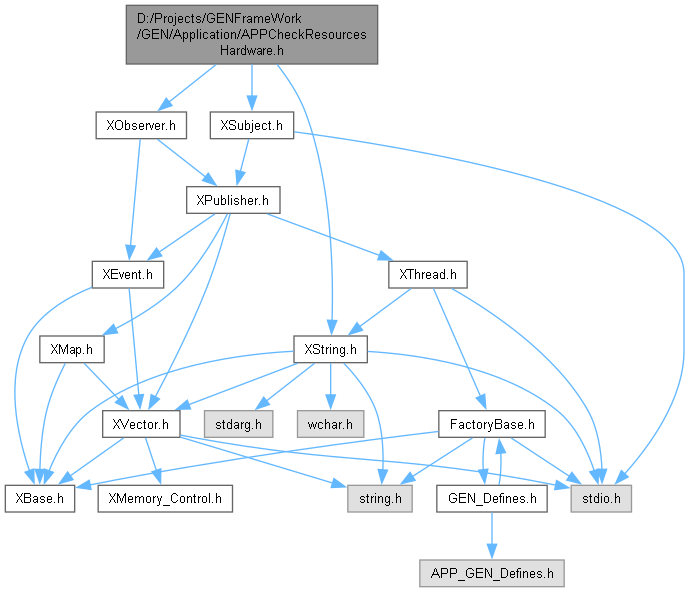 D:/Projects/GENFrameWork
/GEN/Application/APPCheckResources
Hardware.h
XObserver.h
XSubject.h
XPublisher.h
XEvent.h
XThread.h
XMap.h
XString.h
XVector.h
stdarg.h
wchar.h
FactoryBase.h
XBase.h
XMemory_Control.h
string.h
GEN_Defines.h
stdio.h
APP_GEN_Defines.h